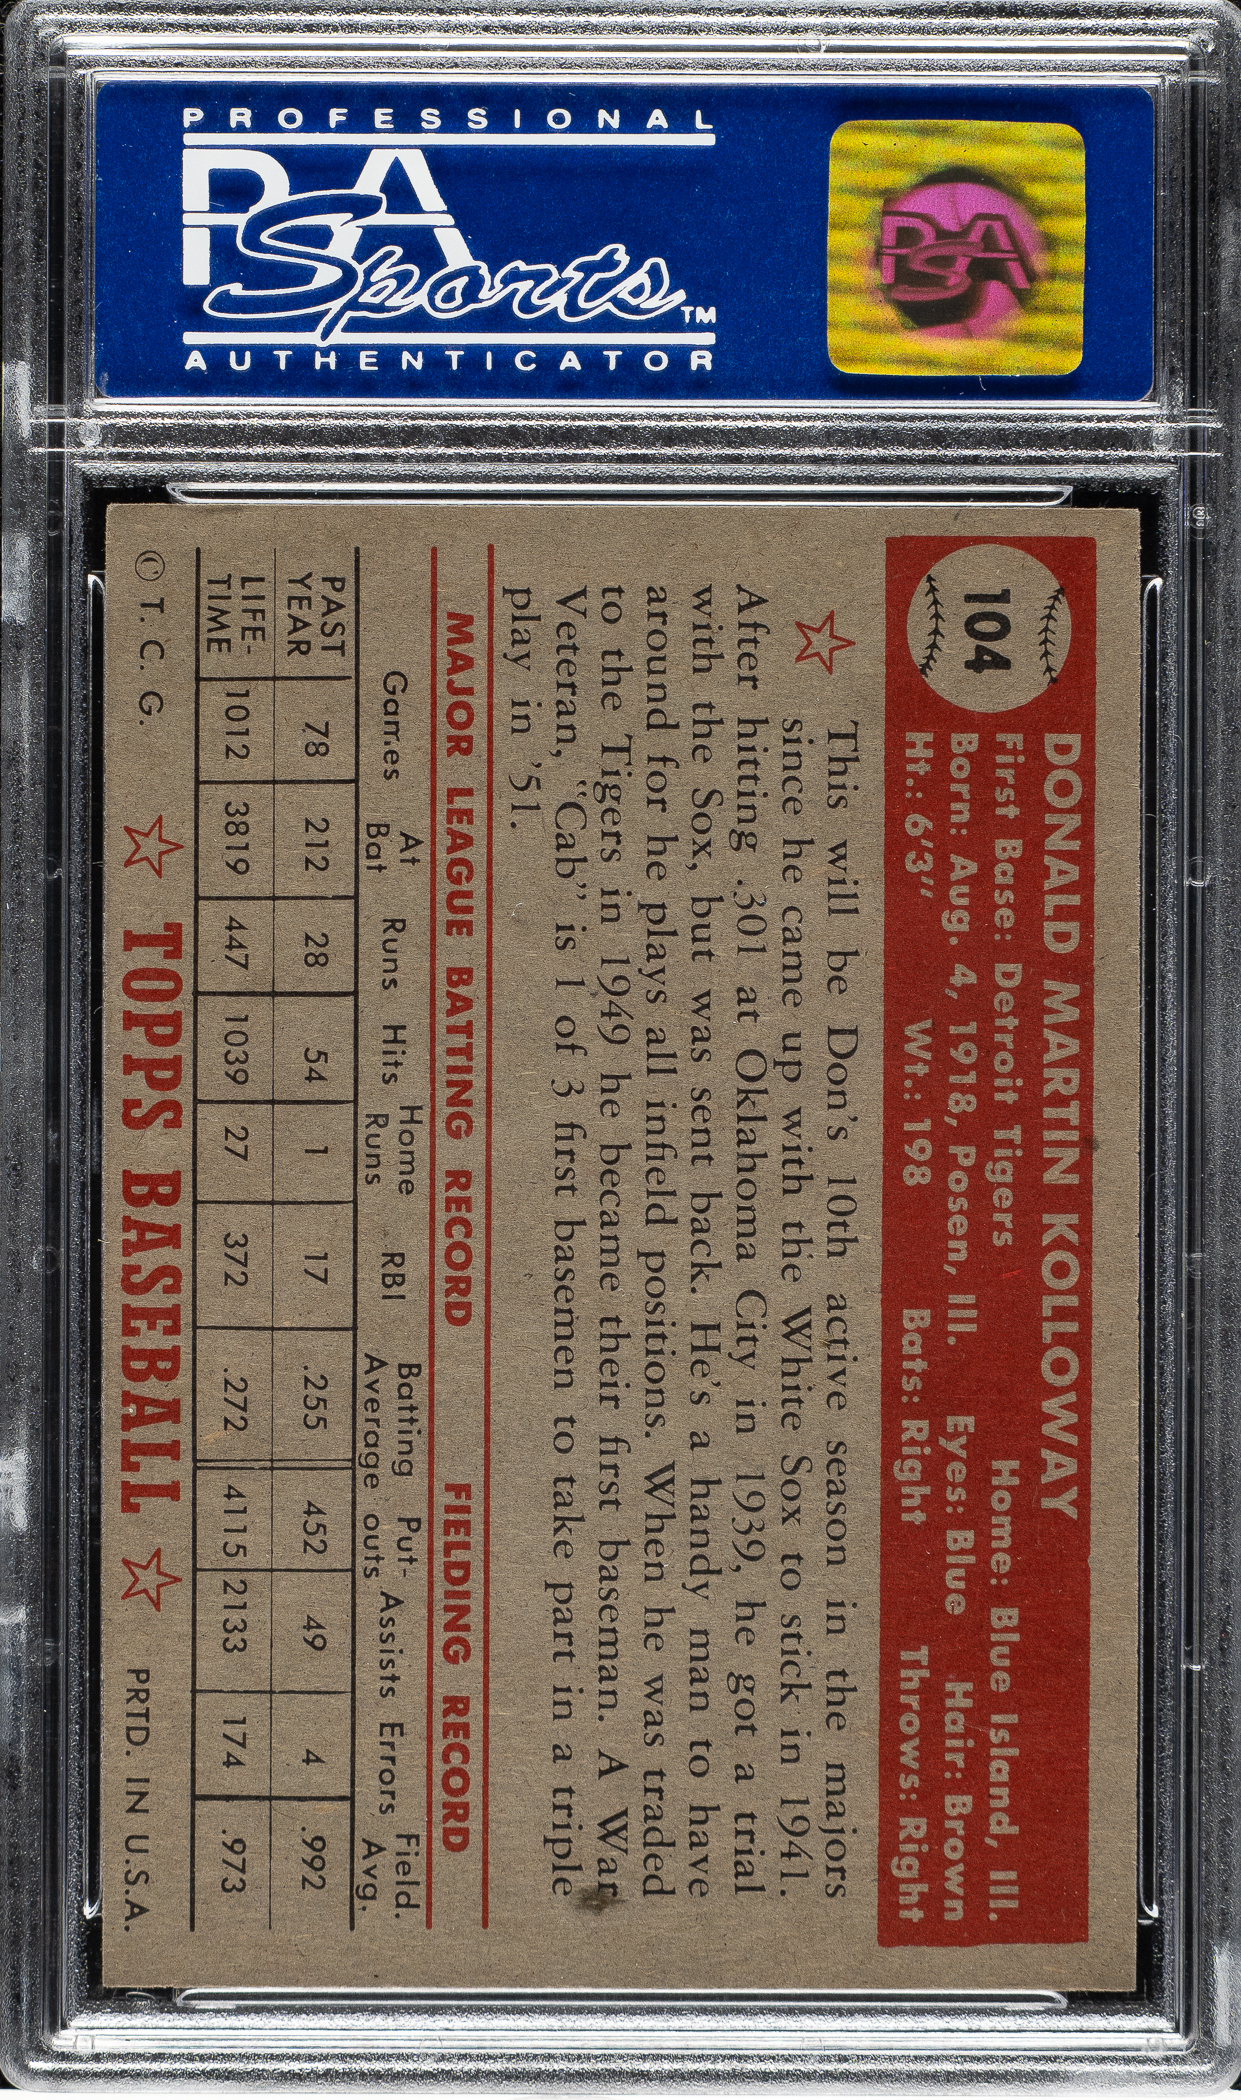 PROFESSIONAL
PSA
Sports™
AUTHENTICATOR
PSA
104
DONALD MARTIN KOLLOWAY
First Base: Detroit Tigers Home: Blue Island, Ill.
Born: Aug. 4, 1918, Posen, Ill. Eyes: Blue Hair: Brown
Ht.: 6'3" Wt.: 198 Bats: Right Throws: Right
This will be Don's 10th active season in the majors
since he came up with the White Sox to stick in 1941.
After hitting .301 at Oklahoma City in 1939, he got a trial
with the Sox, but was sent back. He's a handy man to have
around for he plays all infield positions. When he was traded
to the Tigers in 1949 he became their first baseman. A War
Veteran, "Cab" is 1 of 3 first basemen to take part in a triple
play in '51.
MAJOR LEAGUE BATTING RECORD FIELDING RECORD
Games At Bat Runs Hits Home Runs RBI Batting Average Put-outs Assists Errors Field. Avg.
PAST YEAR 78 212 28 54 1 17 .255 452 49 4 .992
LIFE-TIME 1012 3819 447 1039 27 372 .272 4115 2133 174 .973
© T. C. G. TOPPS BASEBALL PRTD. IN U.S.A.